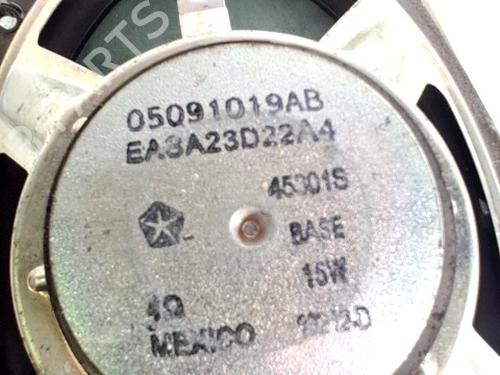 05091019AB
EA3A23D22A4
45301S
BASE
15W
4Ω
MEXICO